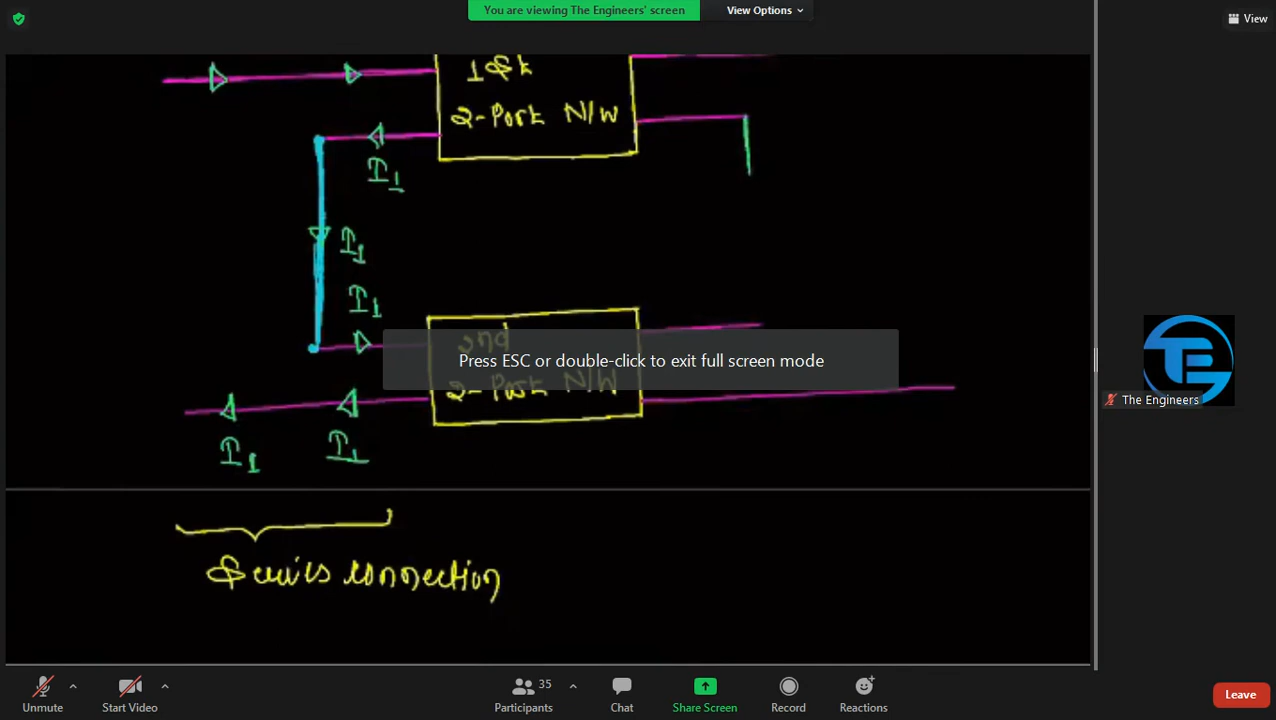 You are viewing The Engineers' screen
View Options
View
1st
2-Port N/W
I1
I1
I1
2nd
Press ESC or double-click to exit full screen mode
2-Port N/W
The Engineers
I1
I1
Series connection
Unmute
Start Video
35
Participants
Chat
Share Screen
Record
Reactions
Leave